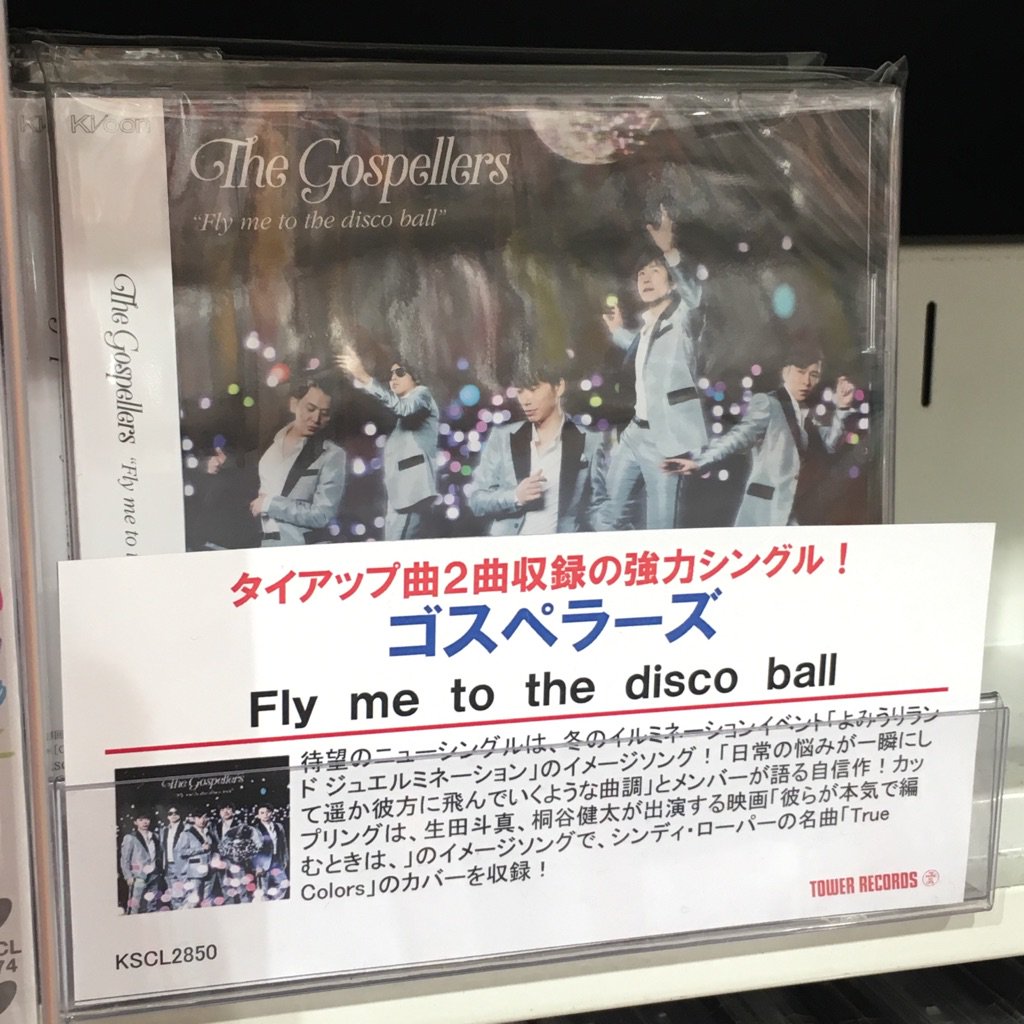 Ki/oon
The Gospellers
"Fly me to the disco ball"
The Gospellers "Fly me to
タイアップ曲2曲収録の強力シングル！
ゴスペラーズ
Fly me to the disco ball
待望のニューシングルは、冬のイルミネーションイベント「よみうりラン
ド ジュエルミネーション」のイメージソング！「日常の悩みが一瞬にし
て遥か彼方に飛んでいくような曲調」とメンバーが語る自信作！カッ
プリングは、生田斗真、桐谷健太が出演する映画「彼らが本気で編
むときは、」のイメージソングで、シンディ・ローパーの名曲「True
Colors」のカバーを収録！
The Gospellers
TOWER RECORDS
KSCL2850
CL
74